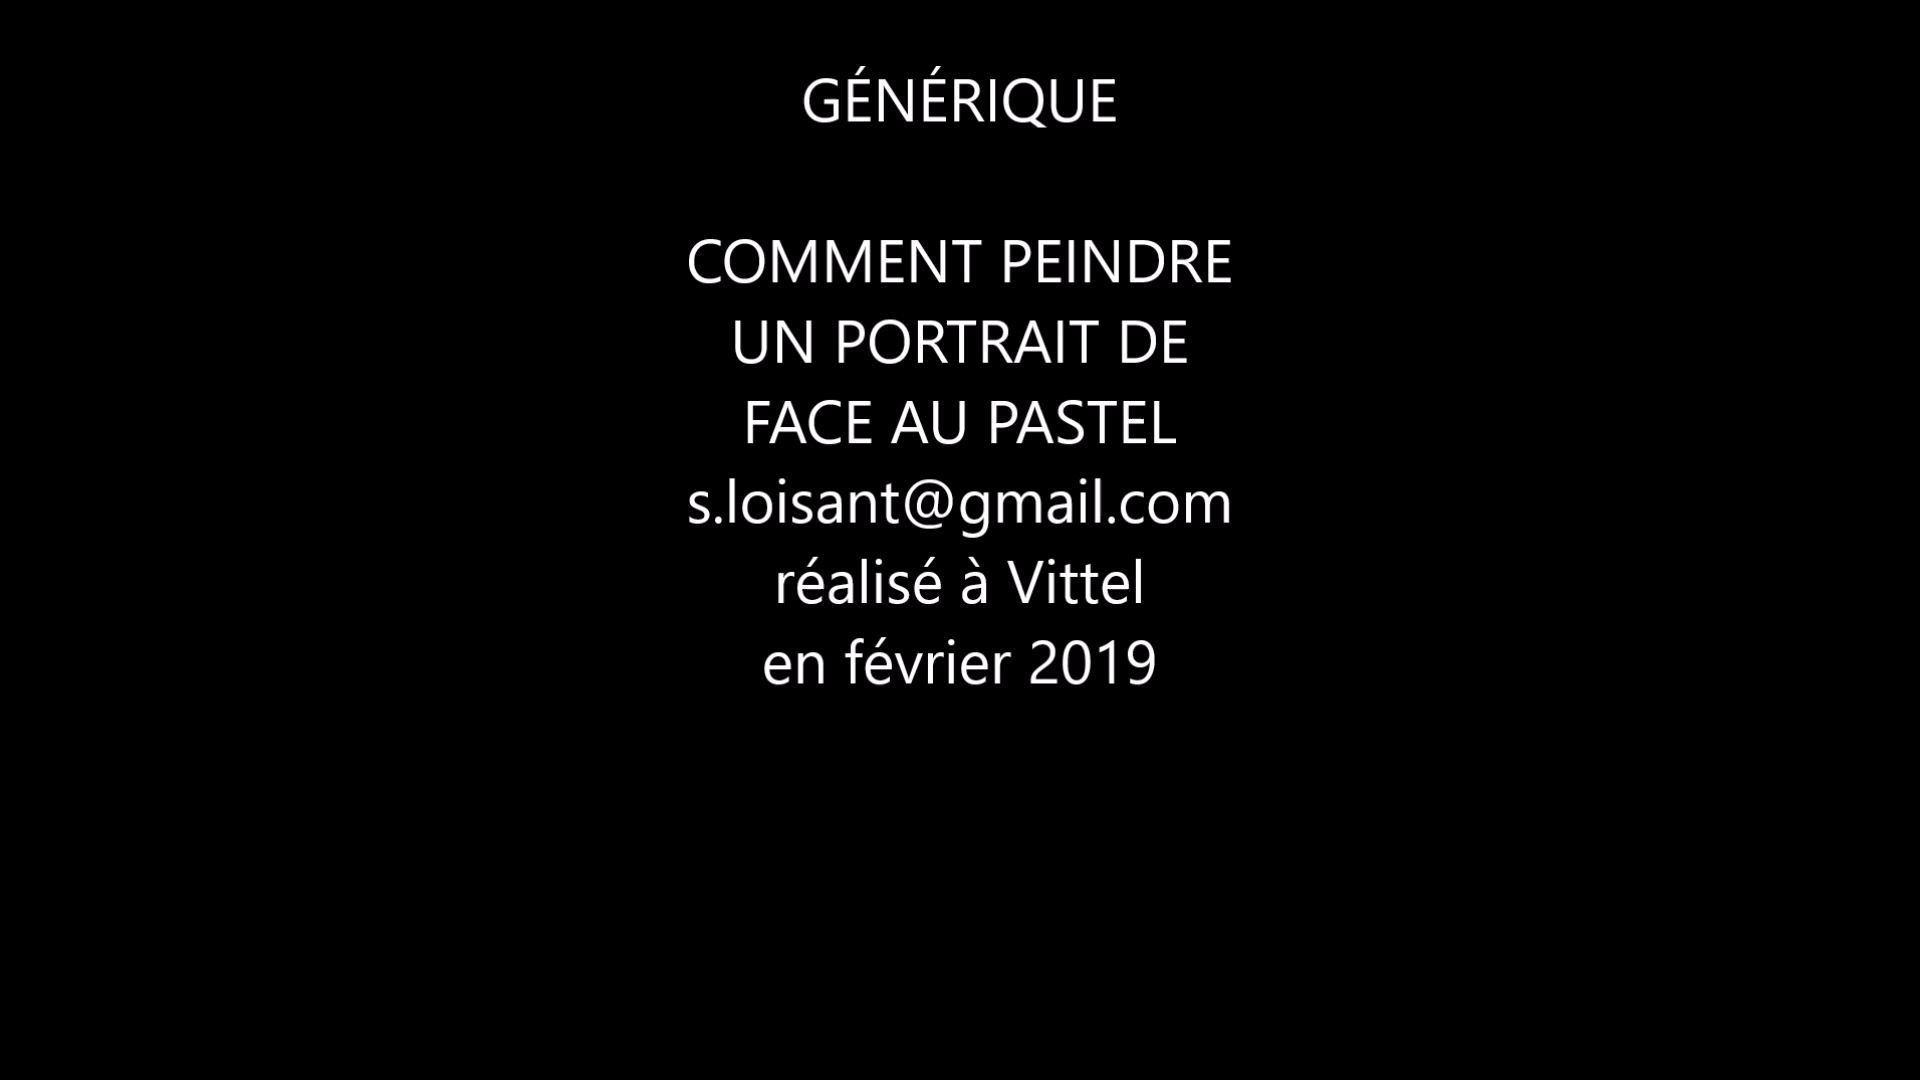 GÉNÉRIQUE
COMMENT PEINDRE
UN PORTRAIT DE
FACE AU PASTEL
s.loisant@gmail.com
réalisé à Vittel
en février 2019